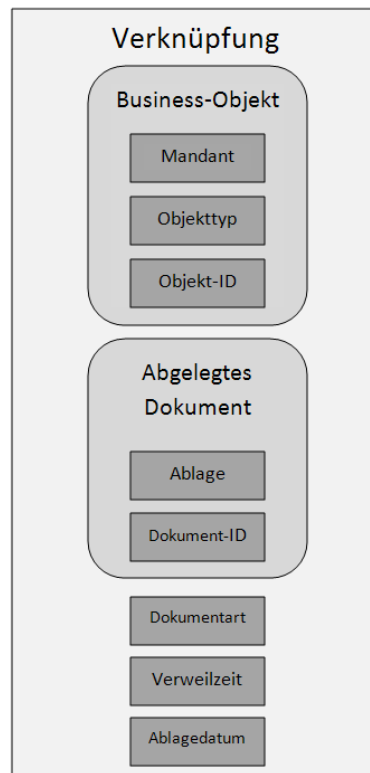 Verknüpfung
Business-Objekt
Mandant
Objekttyp
Objekt-ID
Abgelegtes
Dokument
Ablage
Dokument-ID
Dokumentart
Verweilzeit
Ablagedatum